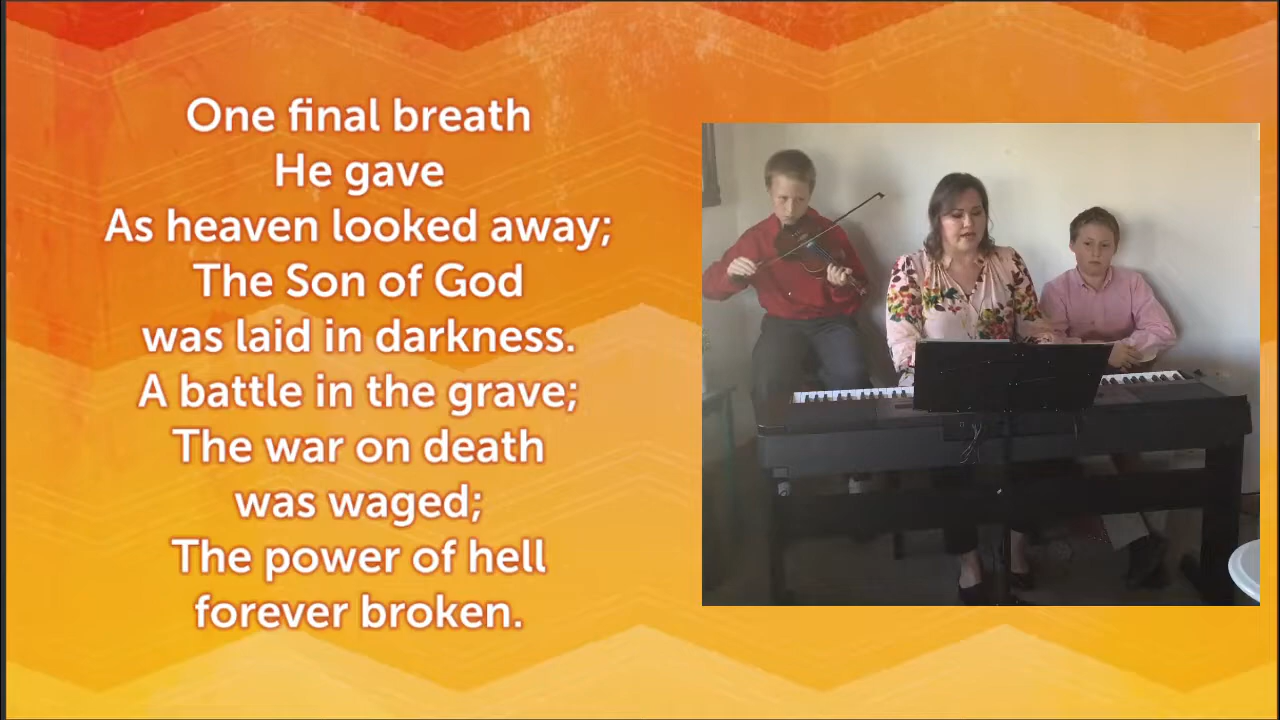 One final breath
He gave
As heaven looked away;
The Son of God
was laid in darkness.
A battle in the grave;
The war on death
was waged;
The power of hell
forever broken.